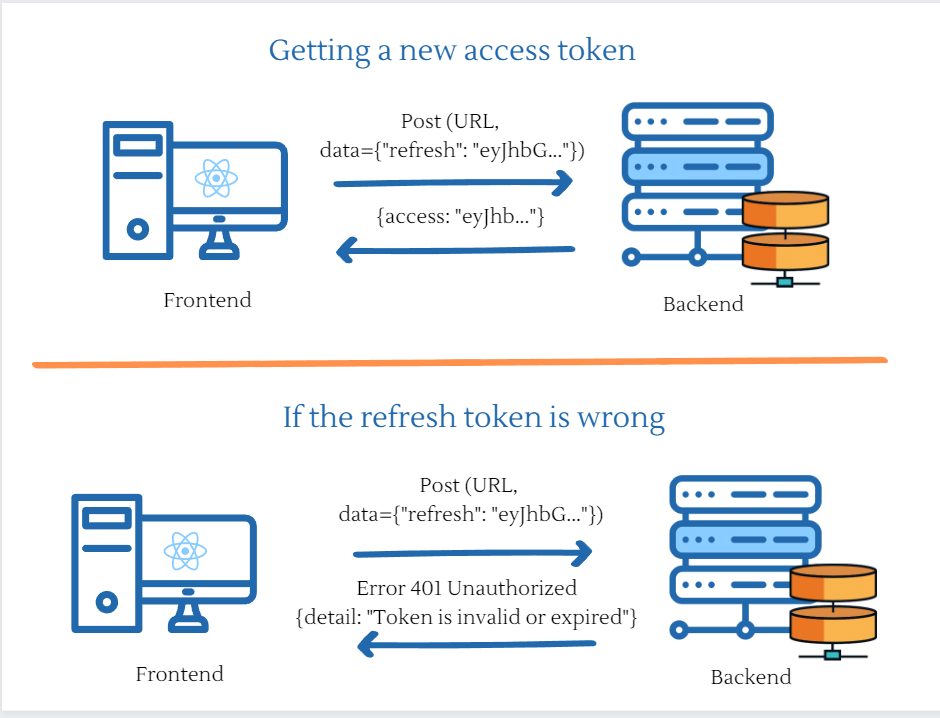 Getting a new access token
Post (URL,
data={"refresh": "eyJhbG..."})
{access: "eyJhb..."}
Frontend
Backend
If the refresh token is wrong
Post (URL,
data={"refresh": "eyJhbG..."})
Error 401 Unauthorized
{detail: "Token is invalid or expired"}
Frontend
Backend